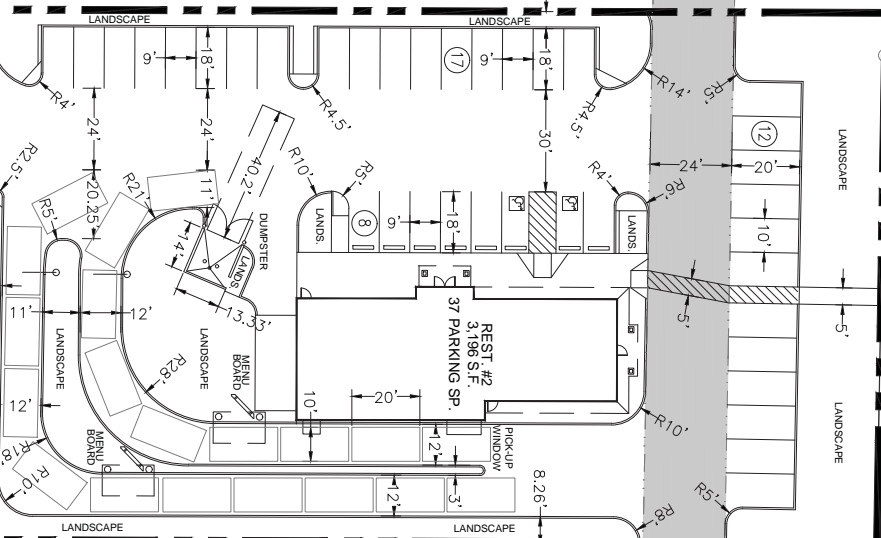 LANDSCAPE
LANDSCAPE
9'
18'
17
9'
18'
R4'
R4.5'
R4.5'
R14'
R5'
24'
24'
30'
12
LANDSCAPE
R2.5'
20.25'
R21'
11'
40.2'
R10'
R5'
R4'
R6'
24'
20'
R5'
8
9'
18'
LANDS.
LANDS.
14'
DUMPSTER
LANDS.
10'
11'
12'
13.33'
5'
5'
REST. #2
3,196 S.F.
37 PARKING SP.
LANDSCAPE
LANDSCAPE
R28'
MENU
BOARD
20'
10'
12'
LANDSCAPE
12'
R18'
MENU
BOARD
PICK-UP
WINDOW
R10'
R10'
12'
3'
8.26'
R5'
R8'
LANDSCAPE
LANDSCAPE